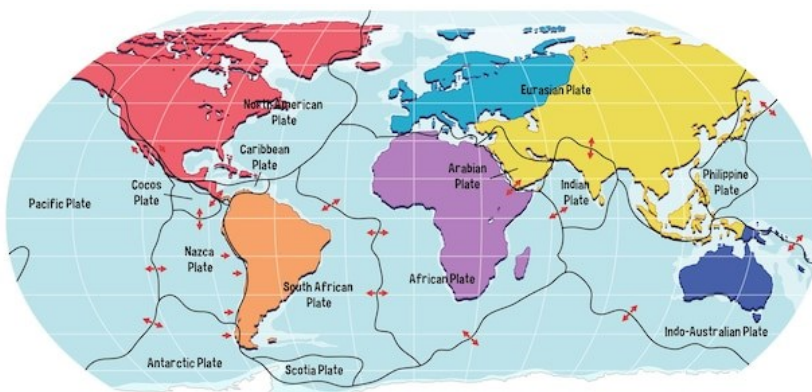 North American
Plate
Eurasian Plate
Caribbean
Plate
Arabian
Plate
Cocos
Plate
Indian
Plate
Philippine
Plate
Pacific Plate
Nazca
Plate
South African
Plate
African Plate
Indo-Australian Plate
Antarctic Plate
Scotia Plate